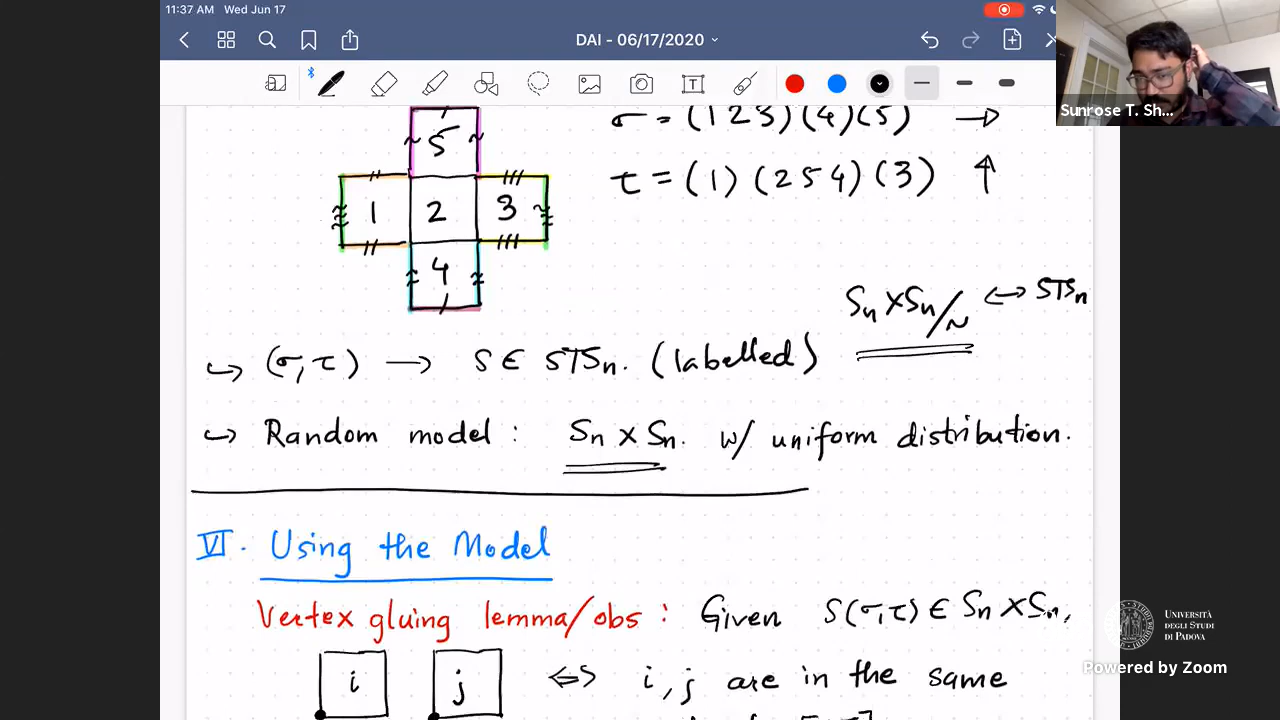 11:37 AM Wed Jun 17
DAI - 06/17/2020
T
Sunrose T. Sh...
σ = (1 2 3)(4)(5) →
τ = (1) (2 5 4) (3) ↑
5
1 2 3
4
Sn × Sn/~ ↔ STSn
↪ (σ, τ) → S ∈ STSn. (labelled)
↪ Random model : Sn × Sn. w/ uniform distribution.
VI. Using the Model
Vertex gluing lemma/obs : Given S(σ,τ) ∈ Sn × Sn,
i j ⇔ i, j are in the same
UNIVERSITÀ
DEGLI STUDI
DI PADOVA
Powered by Zoom